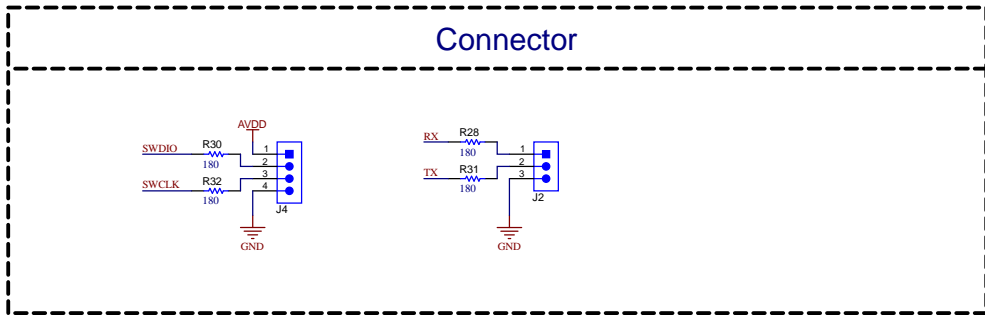 Connector
AVDD
SWDIO
R30
180
SWCLK
R32
180
1
2
3
4
J4
GND
RX
R28
180
TX
R31
180
1
2
3
J2
GND